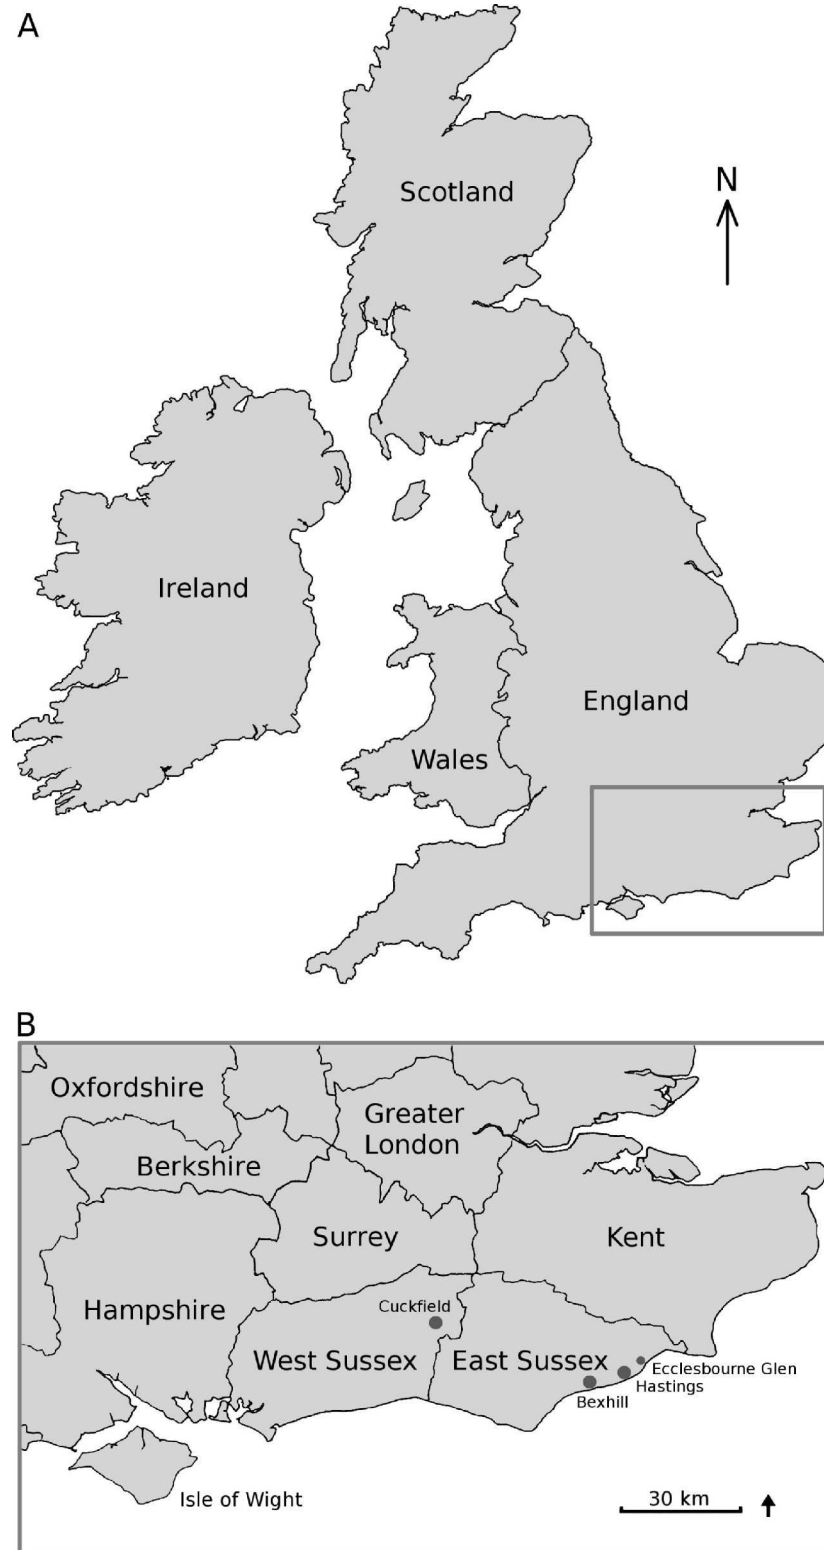 A
N
Scotland
Ireland
England
Wales
B
Oxfordshire
Greater
London
Berkshire
Surrey
Kent
Cuckfield
Hampshire
West Sussex
East Sussex
Ecclesbourne Glen
Hastings
Bexhill
Isle of Wight
30 km